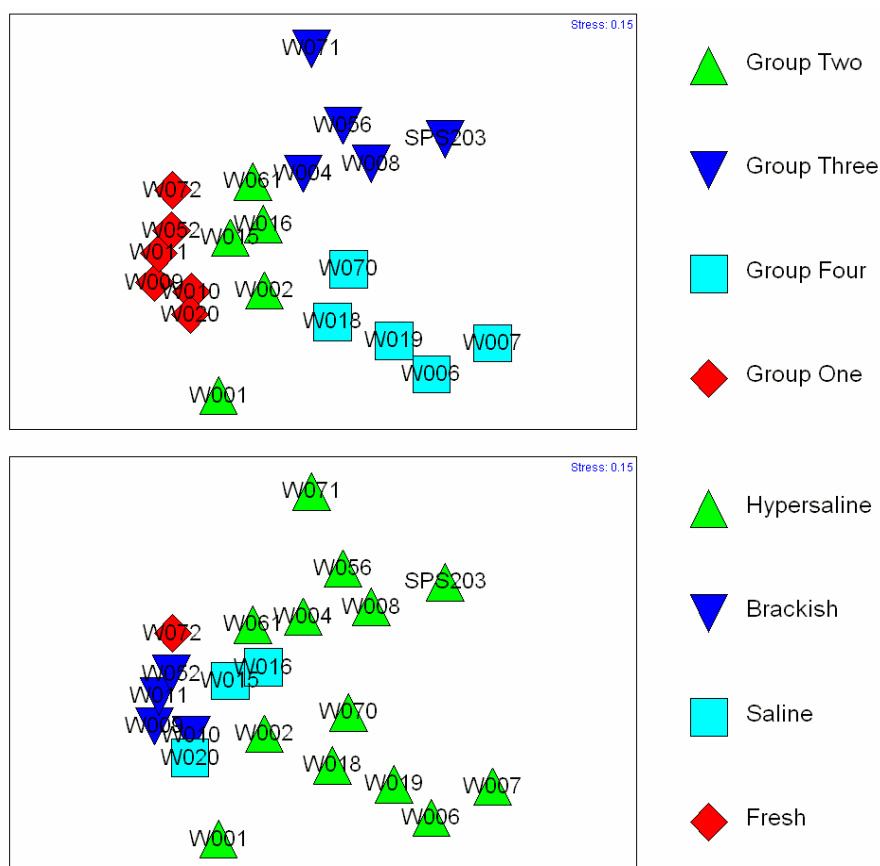 Stress: 0.15
W071
W056
SPS203
W004
W008
W072
W061
W052
W016
W015
W011
W009
W010
W002
W070
W020
W018
W019
W007
W006
W001
Group Two
Group Three
Group Four
Group One
Stress: 0.15
W071
W056
SPS203
W008
W004
W061
W072
W016
W052
W015
W011
W070
W009
W010
W002
W020
W018
W019
W007
W006
W001
Hypersaline
Brackish
Saline
Fresh